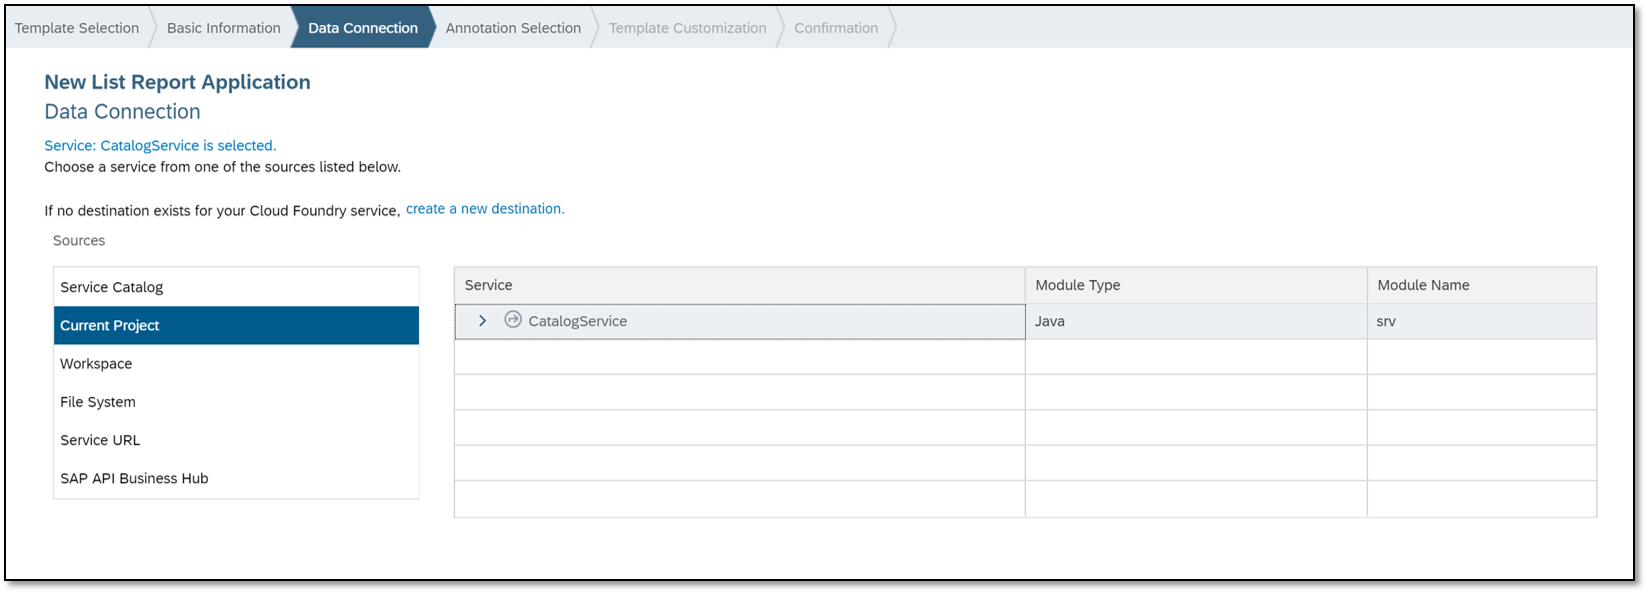 Template Selection Basic Information Data Connection Annotation Selection Template Customization Confirmation
New List Report Application
Data Connection
Service: CatalogService is selected.
Choose a service from one of the sources listed below.
If no destination exists for your Cloud Foundry service, create a new destination.
Sources
Service Catalog
Current Project
Workspace
File System
Service URL
SAP API Business Hub
Service Module Type Module Name
CatalogService Java srv